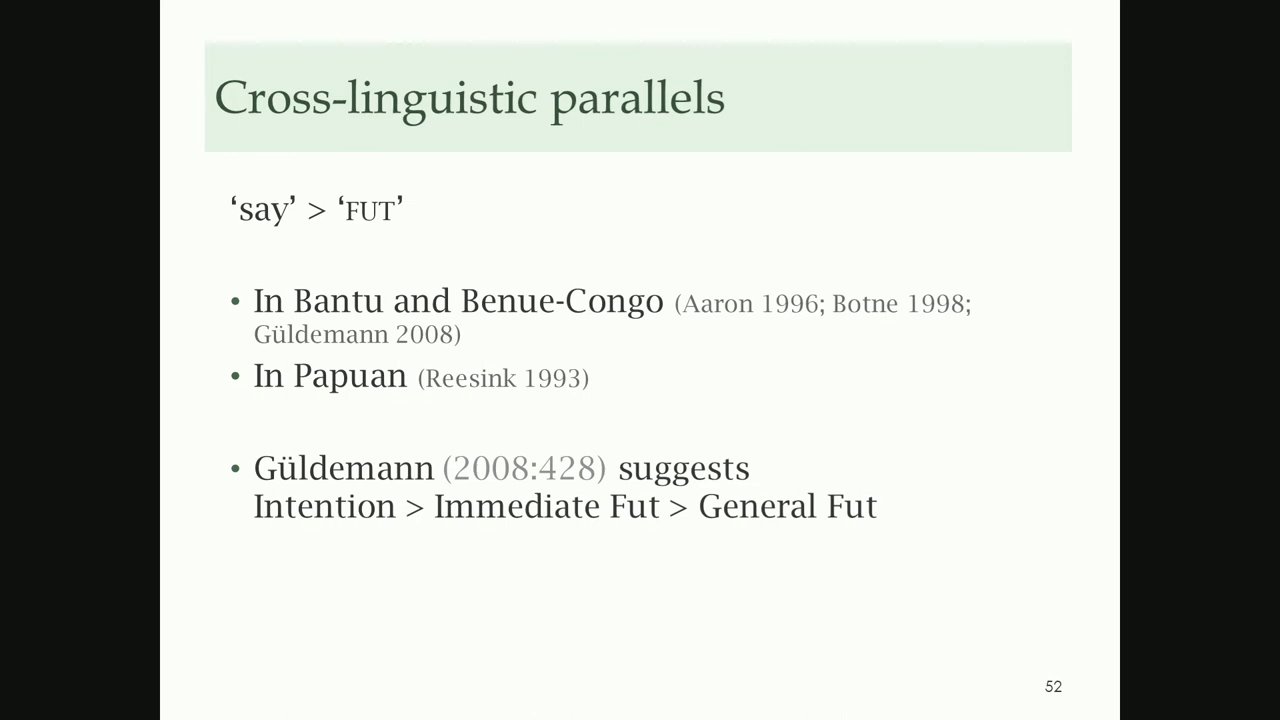 Cross-linguistic parallels
‘say’ > ‘FUT’
• In Bantu and Benue-Congo (Aaron 1996; Botne 1998;
Güldemann 2008)
• In Papuan (Reesink 1993)
• Güldemann (2008:428) suggests
Intention > Immediate Fut > General Fut
52